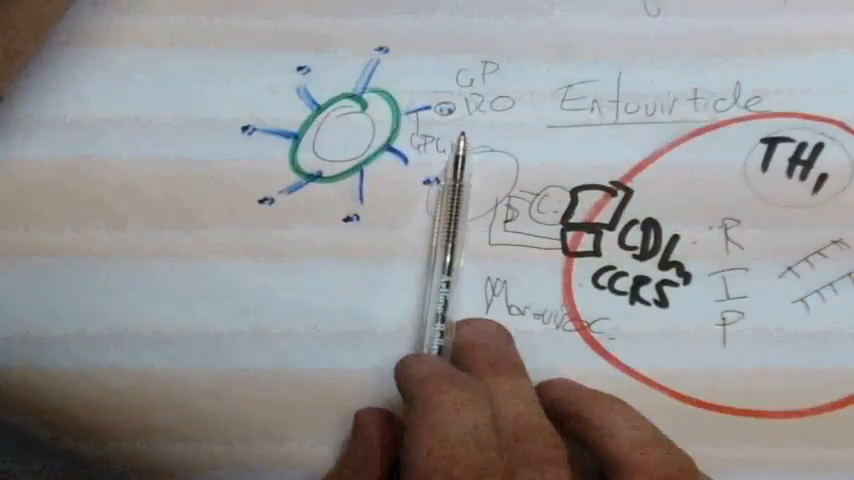 GP
120
Enfuvirtide
GP41
TH1
CD4
CCR5
R
I
P
Maraviroc.